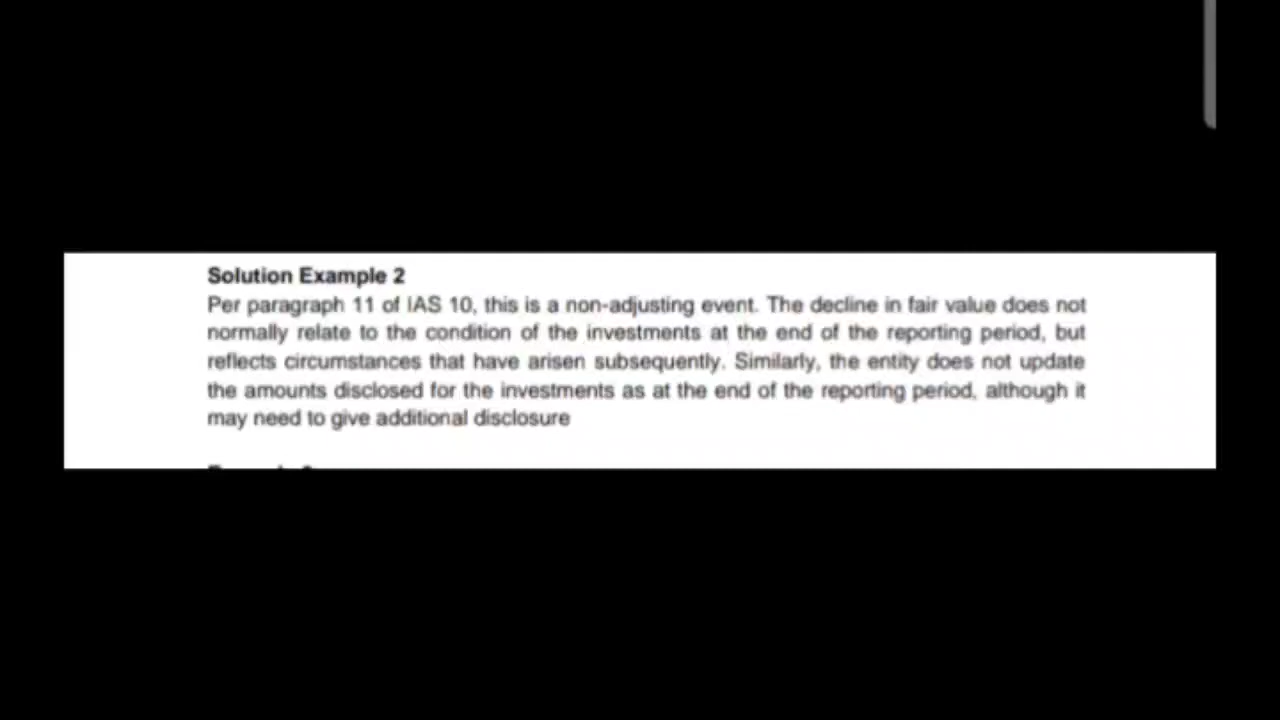 Solution Example 2
Per paragraph 11 of IAS 10, this is a non-adjusting event. The decline in fair value does not
normally relate to the condition of the investments at the end of the reporting period, but
reflects circumstances that have arisen subsequently. Similarly, the entity does not update
the amounts disclosed for the investments as at the end of the reporting period, although it
may need to give additional disclosure